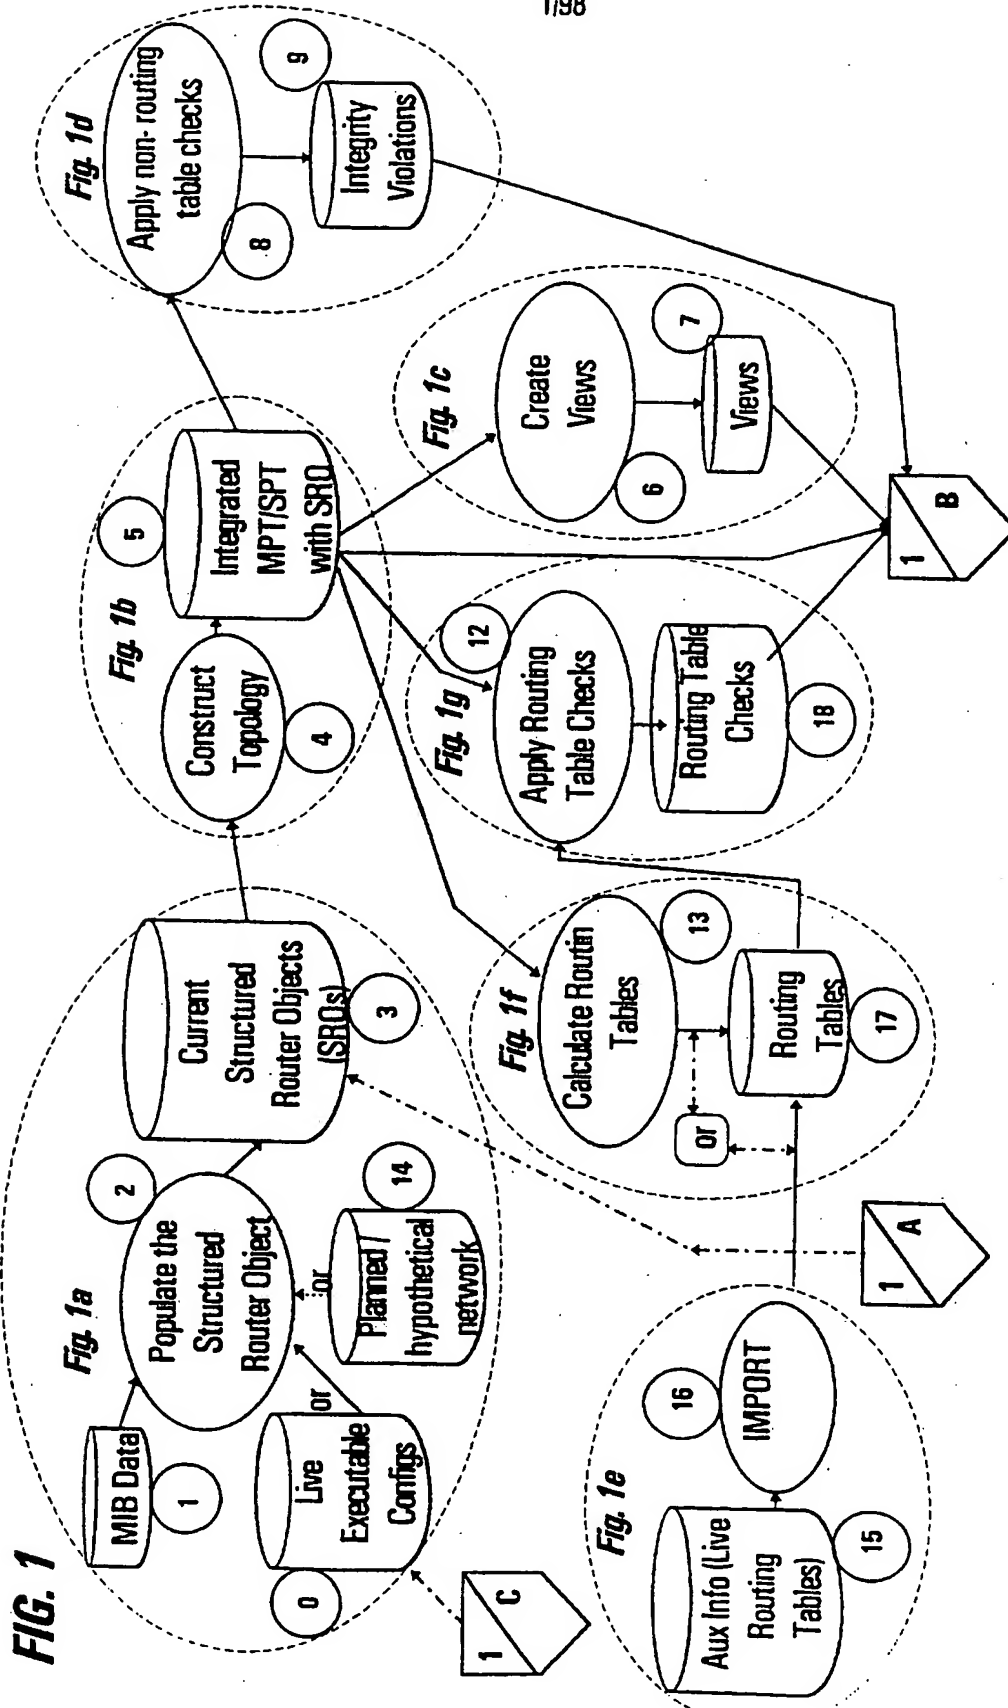 1/98
FIG. 1
Fig. 1a
MIB Data
1
Live
Executable
Configs
0
or
Populate the
Structured
Router Object
2
or
Planned /
hypothetical
network
14
Current
Structured
Router Objects
(SROs)
3
Fig. 1b
Construct
Topology
4
Integrated
MPT/SPT
with SRO
5
Fig. 1d
Apply non- routing
table checks
8
Integrity
Violations
9
Fig. 1c
Create
Views
6
Views
7
Fig. 1g
Apply Routing
Table Checks
12
Routing Table
Checks
18
Fig. 1f
Calculate Routin
Tables
13
or
Routing
Tables
17
Fig. 1e
Aux Info (Live
Routing
Tables)
15
IMPORT
16
1
C
1
A
1
B